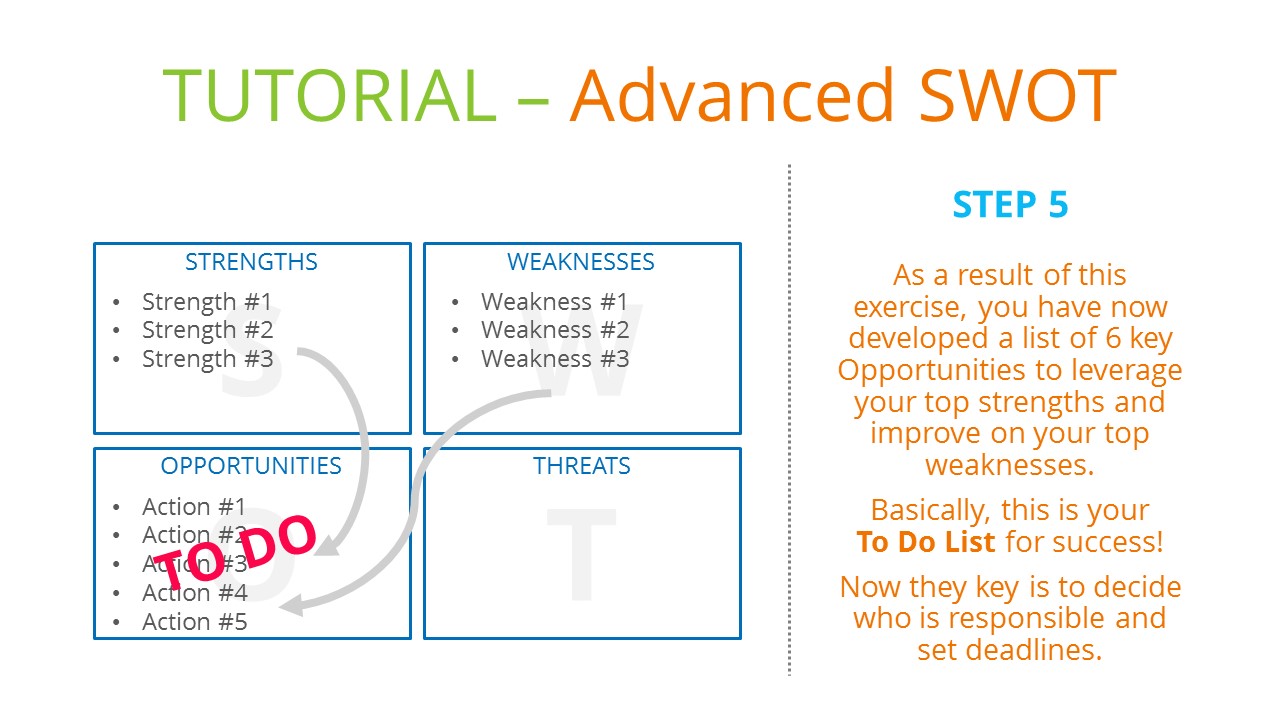 TUTORIAL – Advanced SWOT
STRENGTHS
• Strength #1
• Strength #2
• Strength #3
S
WEAKNESSES
• Weakness #1
• Weakness #2
• Weakness #3
W
OPPORTUNITIES
• Action #1
• Action #2
• Action #3
• Action #4
• Action #5
O
TO DO
THREATS
T
STEP 5
As a result of this
exercise, you have now
developed a list of 6 key
Opportunities to leverage
your top strengths and
improve on your top
weaknesses.
Basically, this is your
To Do List for success!
Now they key is to decide
who is responsible and
set deadlines.